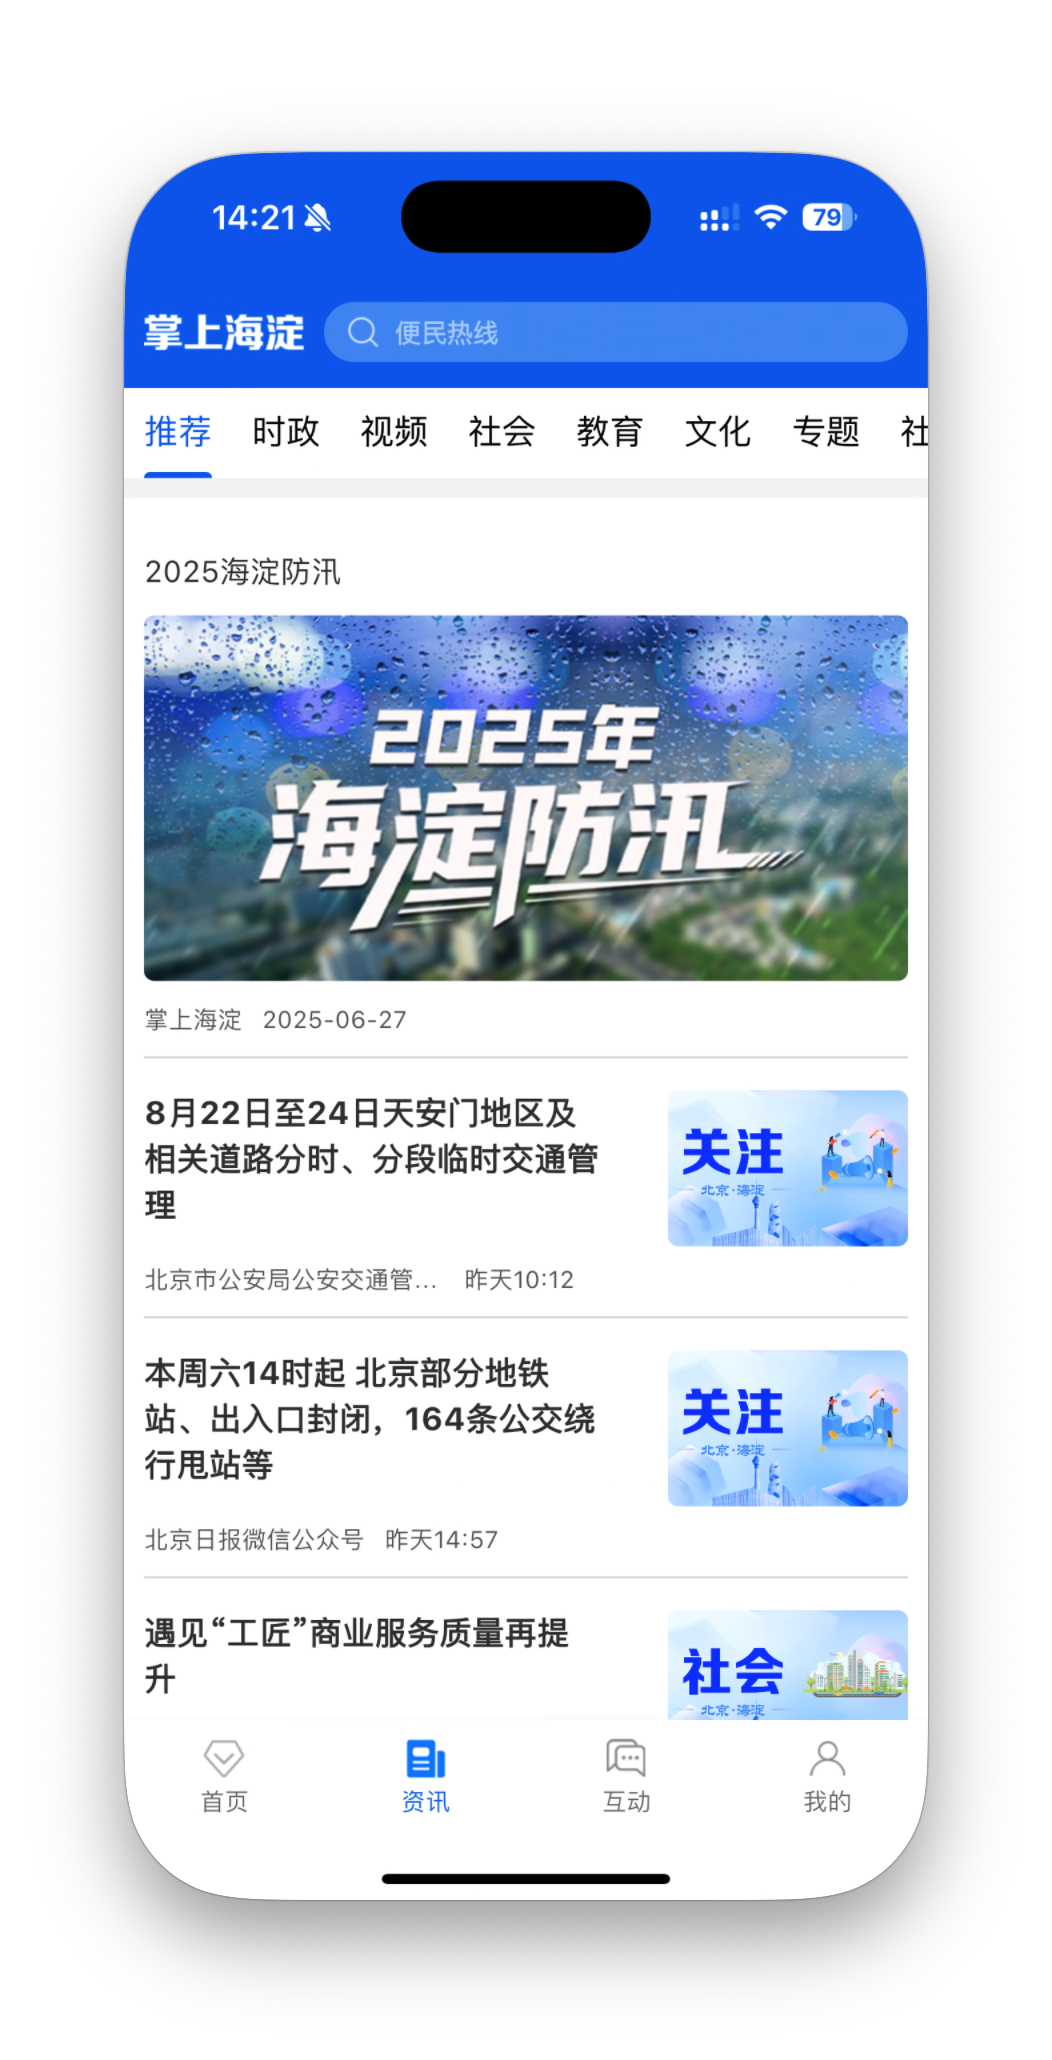 14:21
79
掌上海淀
便民热线
推荐 时政 视频 社会 教育 文化 专题 社
2025海淀防汛
2025年
海淀防汛
掌上海淀 2025-06-27
8月22日至24日天安门地区及
相关道路分时、分段临时交通管
理
关注
北京·海淀
北京市公安局公安交通管... 昨天10:12
本周六14时起 北京部分地铁
站、出入口封闭，164条公交绕
行甩站等
关注
北京·海淀
北京日报微信公众号 昨天14:57
遇见“工匠”商业服务质量再提
升
社会
北京·海淀
首页 资讯 互动 我的